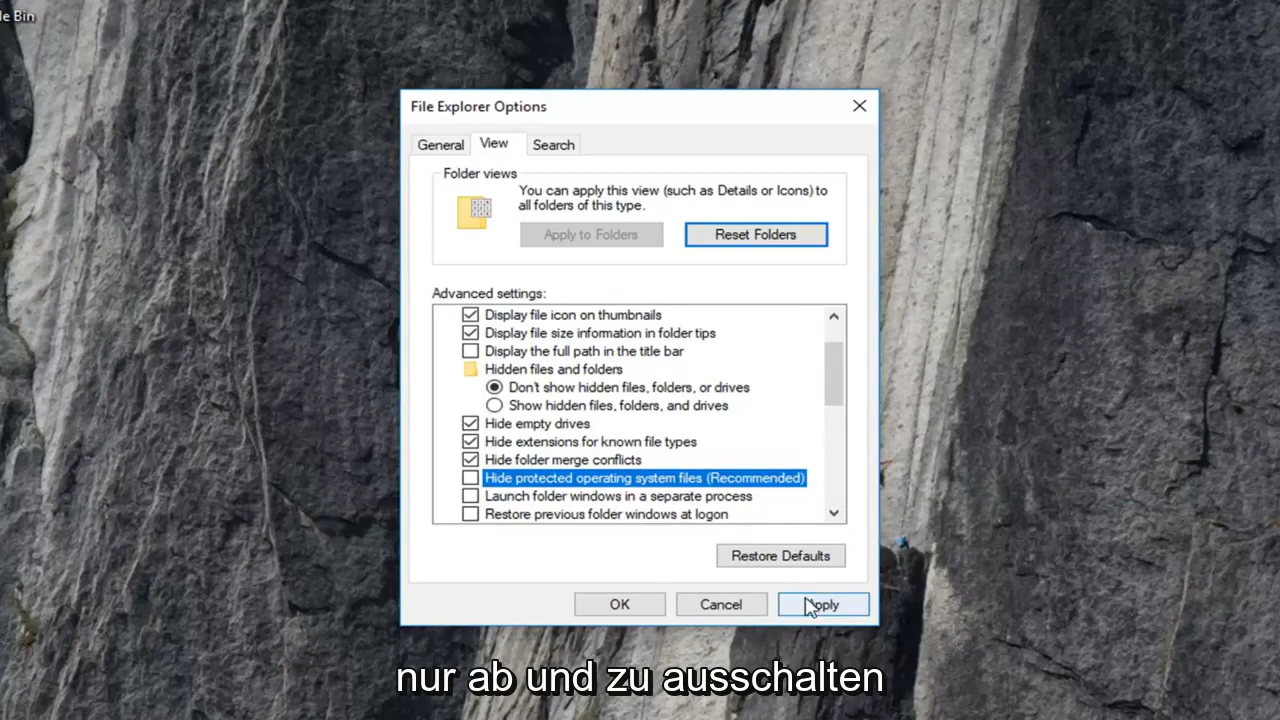 le Bin
File Explorer Options
General
View
Search
Folder views
You can apply this view (such as Details or Icons) to
all folders of this type.
Apply to Folders
Reset Folders
Advanced settings:
Display file icon on thumbnails
Display file size information in folder tips
Display the full path in the title bar
Hidden files and folders
Don't show hidden files, folders, or drives
Show hidden files, folders, and drives
Hide empty drives
Hide extensions for known file types
Hide folder merge conflicts
Hide protected operating system files (Recommended)
Launch folder windows in a separate process
Restore previous folder windows at logon
Restore Defaults
OK
Cancel
Apply
nur ab und zu ausschalten